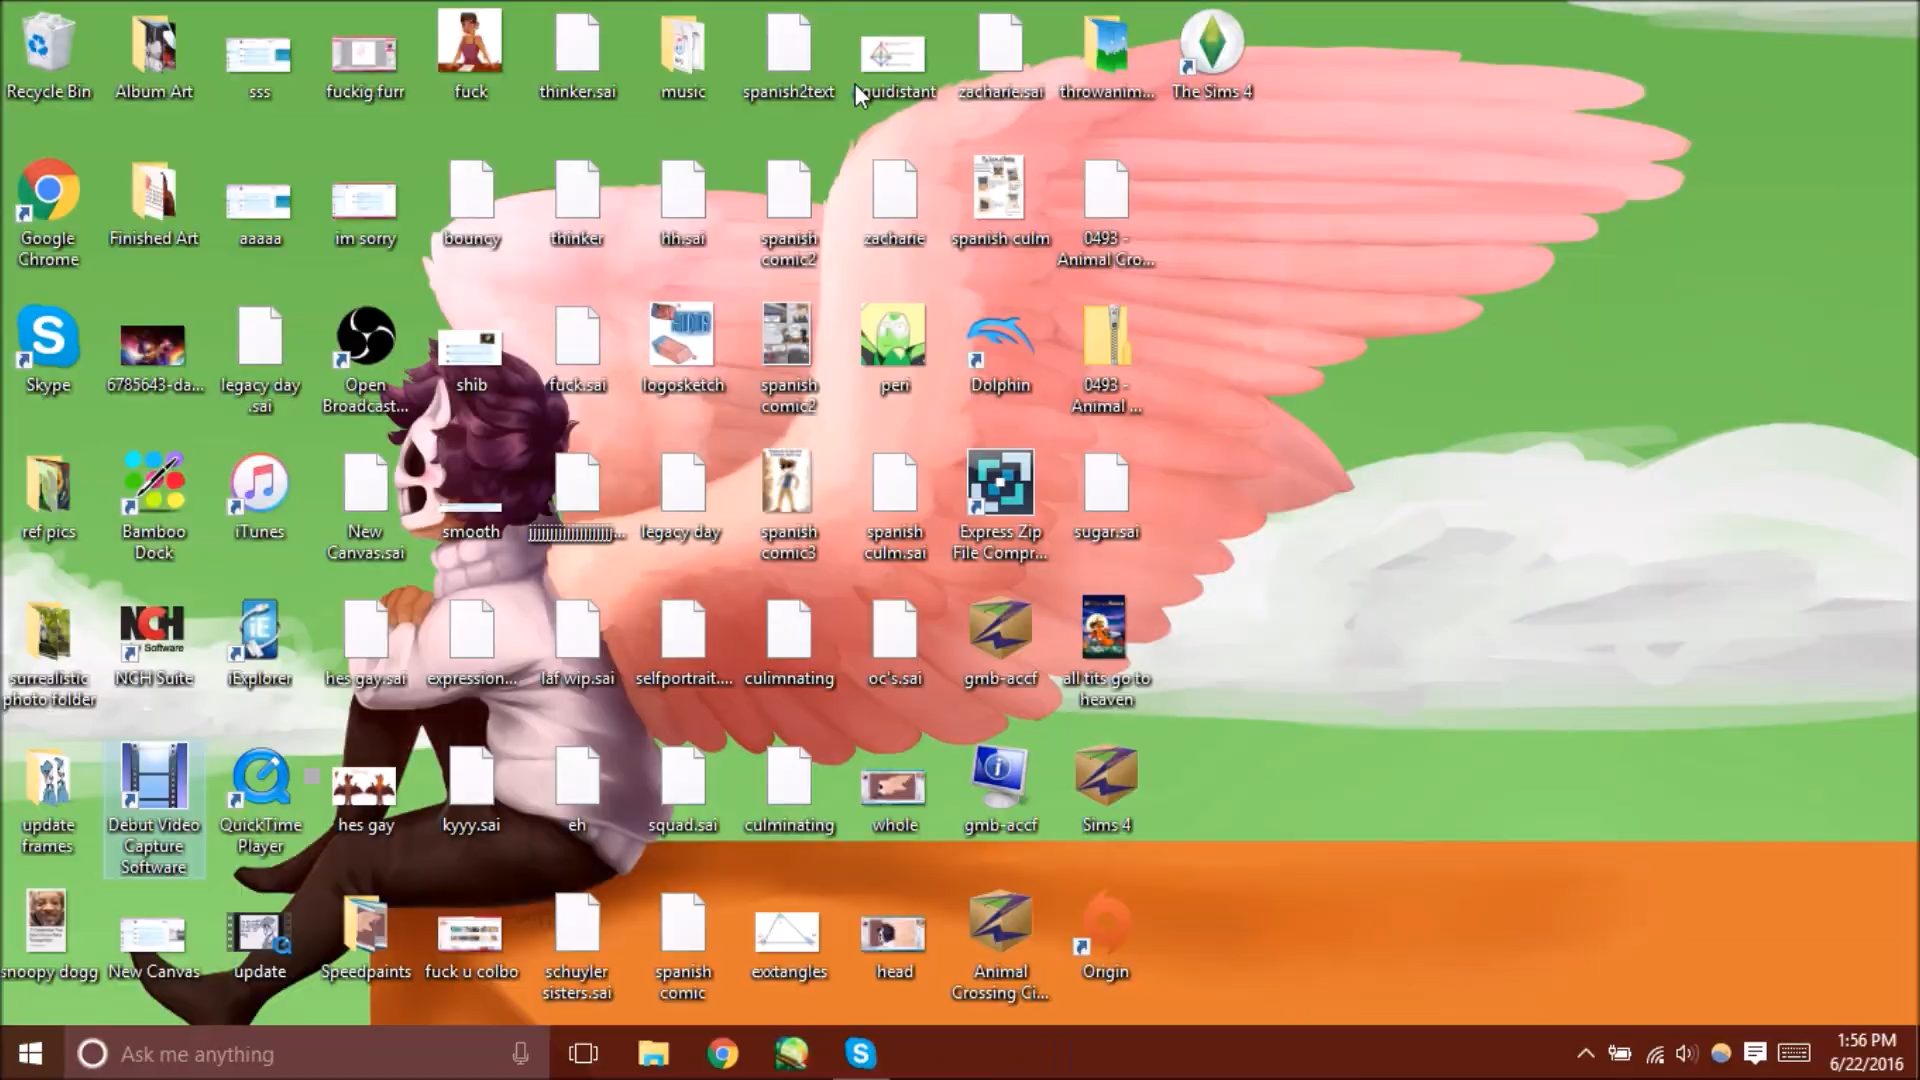 Recycle Bin
Album Art
sss
fuckig furr
fuck
thinker.sai
music
spanish2text
quidistant
zacharie.sai
throwanim...
The Sims 4
Google
Chrome
Finished Art
aaaaa
im sorry
bouncy
thinker
hh.sai
spanish
comic2
zacharie
spanish culm
0493 -
Animal Cro...
S
Skype
6785643-da...
legacy day
.sai
Open
Broadcast...
shib
fuck.sai
logosketch
spanish
comic2
peri
Dolphin
0493 -
Animal ...
ref pics
Bamboo
Dock
iTunes
New
Canvas.sai
smooth
legacy day
spanish
comic3
spanish
culm.sai
Express Zip
File Compr...
sugar.sai
NCH
Software
iE
surrealistic
photo folder
NCH Suite
iExplorer
hes gay.sai
expression...
laf wip.sai
selfportrait....
culimnating
oc's.sai
gmb-accf
all tits go to
heaven
update
frames
Debut Video
Capture
Software
QuickTime
Player
hes gay
kyyy.sai
eh
squad.sai
culminating
whole
gmb-accf
Sims 4
snoopy dogg
New Canvas
update
Speedpaints
fuck u colbo
schuyler
sisters.sai
spanish
comic
exxtangles
head
Animal
Crossing Ci...
Origin
Ask me anything
S
1:56 PM
6/22/2016